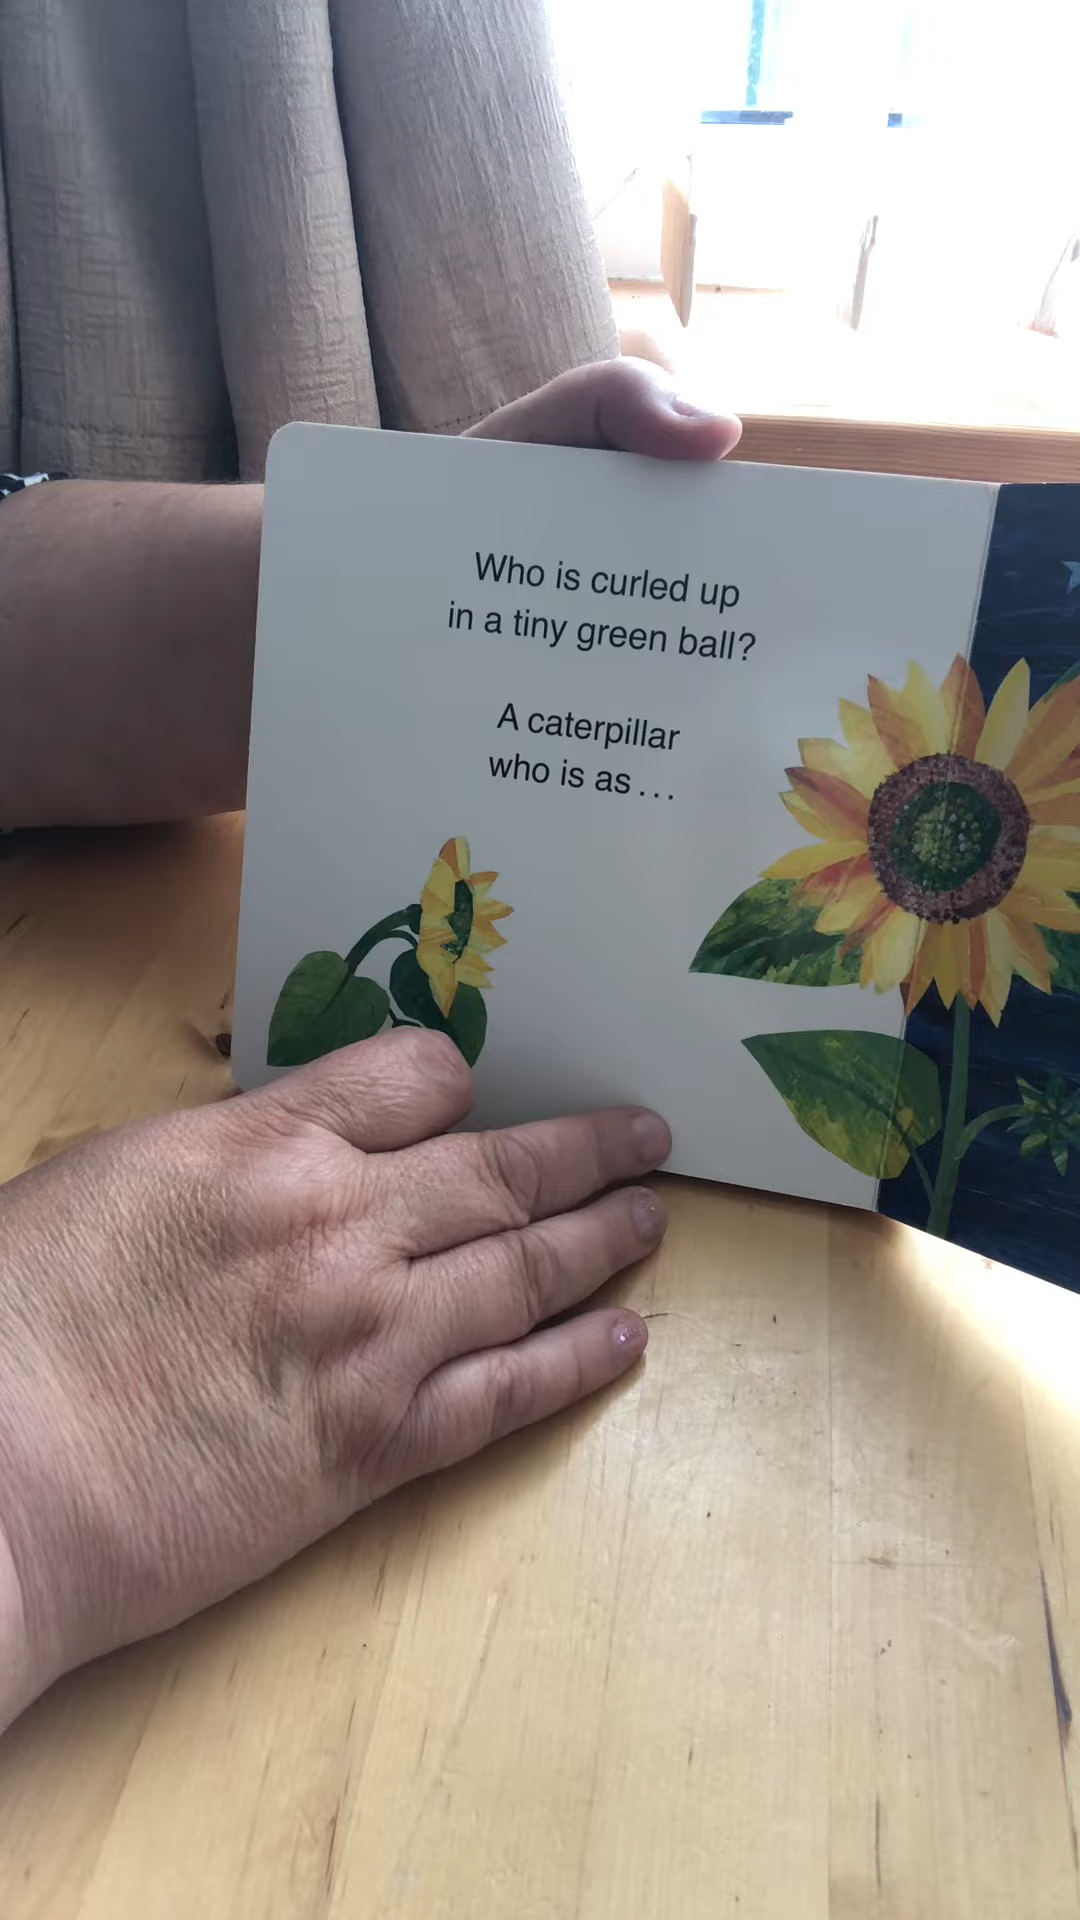 Who is curled up
in a tiny green ball?
A caterpillar
who is as . . .